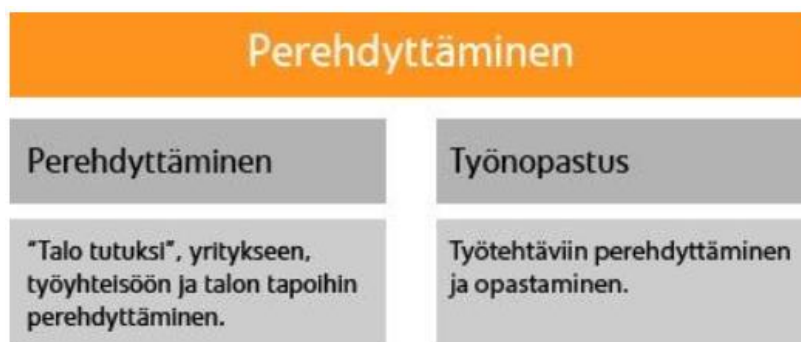 Perehdyttäminen
Perehdyttäminen
"Talo tutuksi", yritykseen,
työyhteisöön ja talon tapoihin
perehdyttäminen.
Työnopastus
Työtehtäviin perehdyttäminen
ja opastaminen.